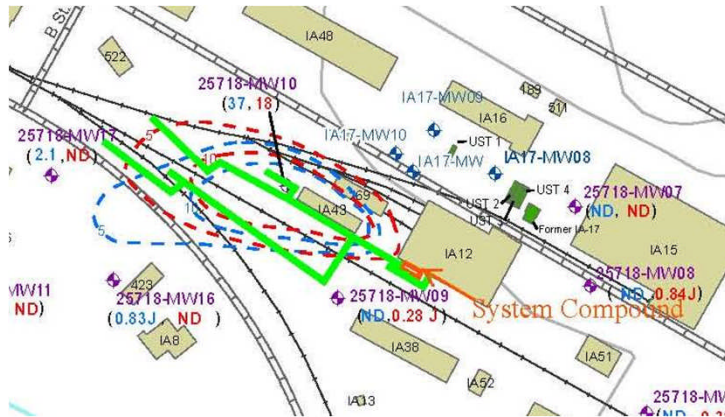 B St.
IA48
522
25718-MW10
(37, 18)
IA17-MW09
189
511
IA16
25718-MW17
(2.1, ND)
5
10
IA17-MW10
UST 1
IA17-MW
IA17-MW08
69
UST 4
UST 2
UST 3
25718-MW07
(ND, ND)
Former IA-17
IA43
10
5
IA12
IA15
MW11
ND)
423
25718-MW16
(0.83J, ND)
25718-MW09
(ND, 0.28 J)
System Compound
25718-MW08
(ND, 0.84J)
IA8
IA38
IA51
IA52
IA13
25718-MW